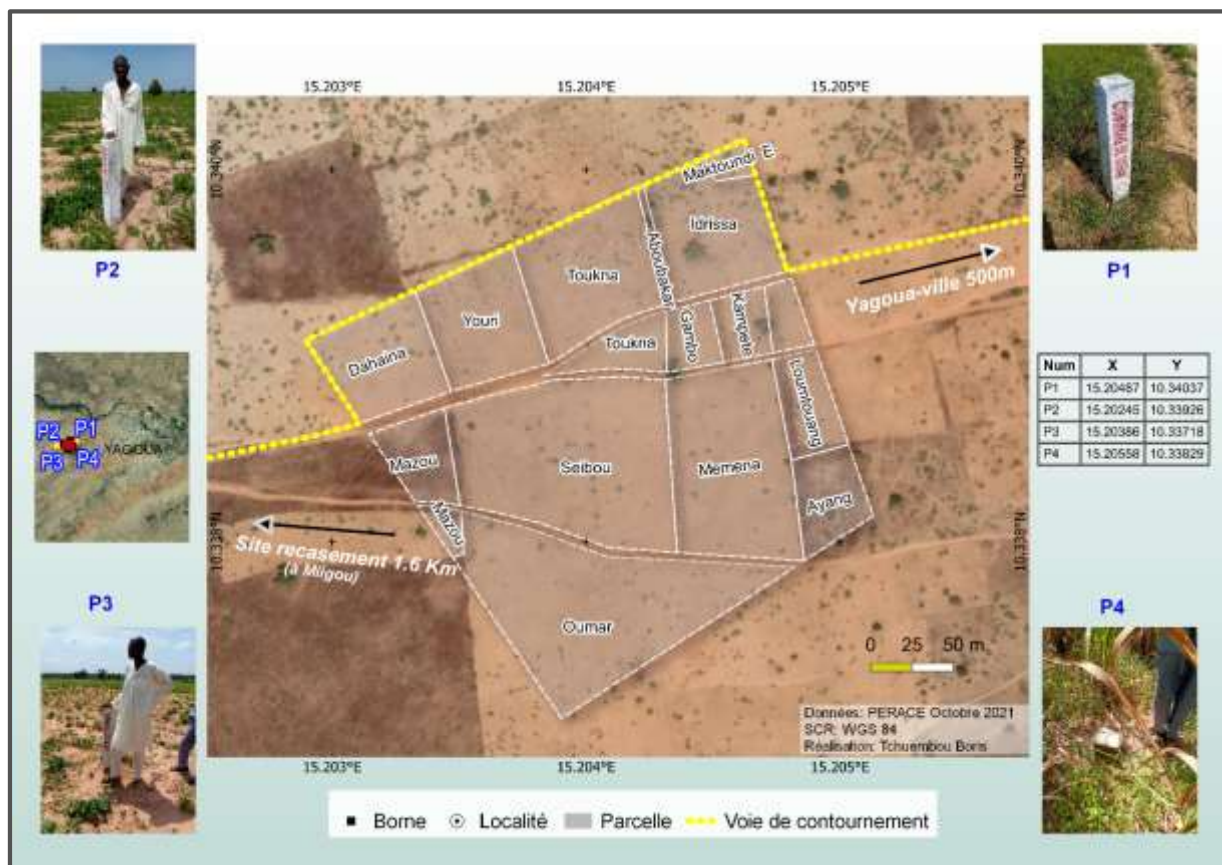 15.203°E 15.204°E 15.205°E
10.340°N
10.340°N
P2
P1
Maktoundi
Idrissa
Aboubakar
Toukna
Youri
Dahaina
Toukna
Gambo
Kampete
Loumtouang
Yagoua-ville 500m
Num X Y
P1 15.20487 10.34037
P2 15.20245 10.33926
P3 15.20386 10.33718
P4 15.20558 10.33829
P2 P1
P3 P4
YAGOUA
Mazou
Seibou
Memena
Ayang
Mazou
10.338°N
10.338°N
Site recasement 1.6 Km
(à Miigou)
P3
P4
Oumar
0 25 50 m
Données: PERACE Octobre 2021
SCR: WGS 84
Réalisation: Tchuembou Boris
15.203°E 15.204°E 15.205°E
Borne Localité Parcelle Voie de contournement